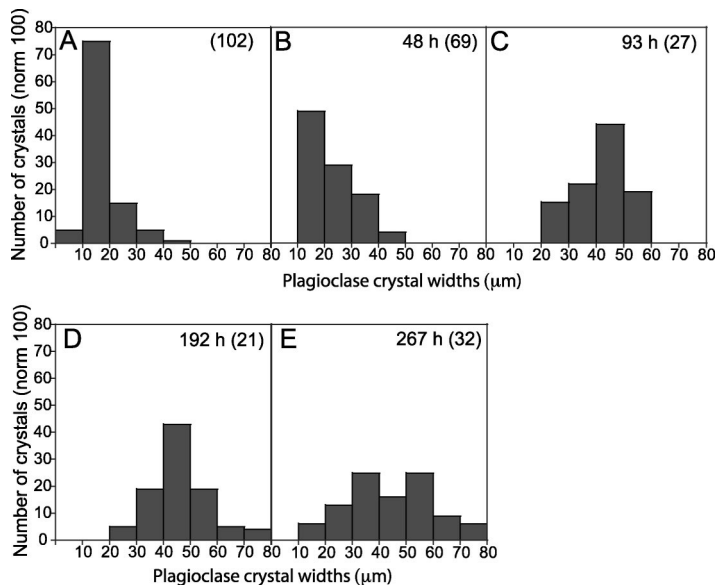 A (102) B 48 h (69) C 93 h (27)
Number of crystals (norm 100)
80
70
60
50
40
30
20
10
0
10 20 30 40 50 60 70 80 10 20 30 40 50 60 70 80 10 20 30 40 50 60 70 80
Plagioclase crystal widths (μm)
D 192 h (21) E 267 h (32)
Number of crystals (norm 100)
80
70
60
50
40
30
20
10
0
10 20 30 40 50 60 70 80 10 20 30 40 50 60 70 80
Plagioclase crystal widths (μm)